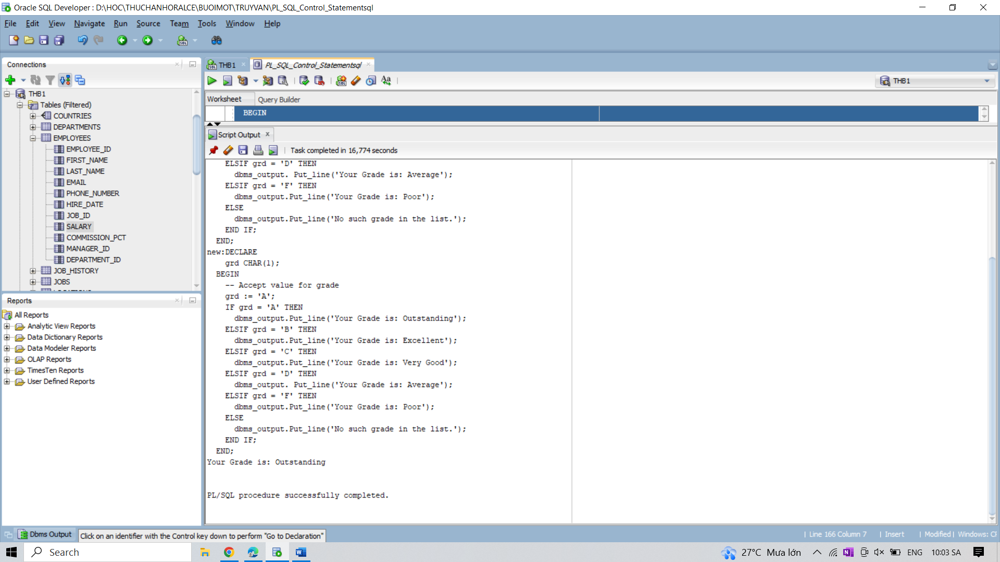 Oracle SQL Developer : D:\HOC\THUCHANHORALCE\BUOIMOT\TRUYVAN\PL_SQL_Control_Statementsql
File Edit View Navigate Run Source Team Tools Window Help
Connections
THB1
Tables (Filtered)
COUNTRIES
DEPARTMENTS
EMPLOYEES
EMPLOYEE_ID
FIRST_NAME
LAST_NAME
EMAIL
PHONE_NUMBER
HIRE_DATE
JOB_ID
SALARY
COMMISSION_PCT
MANAGER_ID
DEPARTMENT_ID
JOB_HISTORY
JOBS
Reports
All Reports
Analytic View Reports
Data Dictionary Reports
Data Modeler Reports
OLAP Reports
TimesTen Reports
User Defined Reports
THB1 PL_SQL_Control_Statementsql
THB1
Worksheet Query Builder
BEGIN
Script Output
Task completed in 16,774 seconds
ELSIF grd = 'D' THEN
dbms_output. Put_line('Your Grade is: Average');
ELSIF grd = 'F' THEN
dbms_output.Put_line('Your Grade is: Poor');
ELSE
dbms_output.Put_line('No such grade in the list.');
END IF;
END;
new:DECLARE
grd CHAR(1);
BEGIN
-- Accept value for grade
grd := 'A';
IF grd = 'A' THEN
dbms_output.Put_line('Your Grade is: Outstanding');
ELSIF grd = 'B' THEN
dbms_output.Put_line('Your Grade is: Excellent');
ELSIF grd = 'C' THEN
dbms_output.Put_line('Your Grade is: Very Good');
ELSIF grd = 'D' THEN
dbms_output. Put_line('Your Grade is: Average');
ELSIF grd = 'F' THEN
dbms_output.Put_line('Your Grade is: Poor');
ELSE
dbms_output.Put_line('No such grade in the list.');
END IF;
END;
Your Grade is: Outstanding
PL/SQL procedure successfully completed.
Dbms Output Click on an identifier with the Control key down to perform "Go to Declaration" | Line 166 Column 7 | Insert | Modified | Windows:
Search 27°C Mưa lớn ENG 10:03 SA